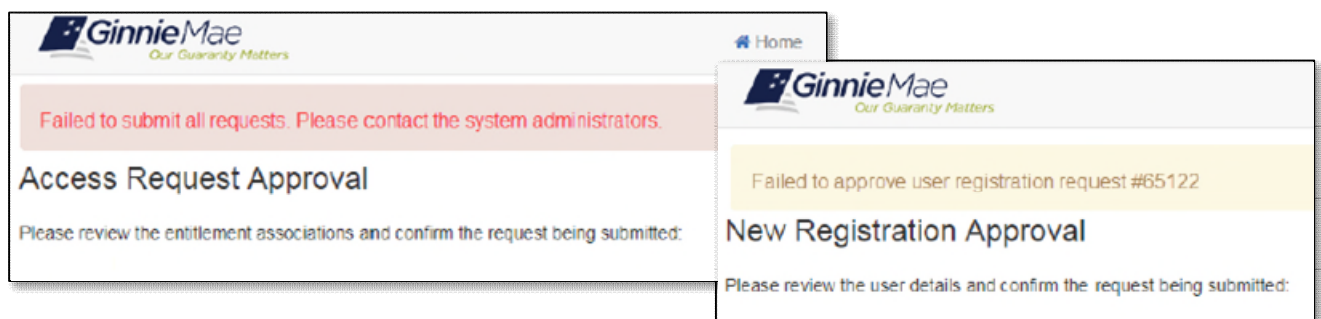 GinnieMae
Our Guaranty Matters
Home
Failed to submit all requests. Please contact the system administrators.
Access Request Approval
Please review the entitlement associations and confirm the request being submitted:
GinnieMae
Our Guaranty Matters
Failed to approve user registration request #65122
New Registration Approval
Please review the user details and confirm the request being submitted: